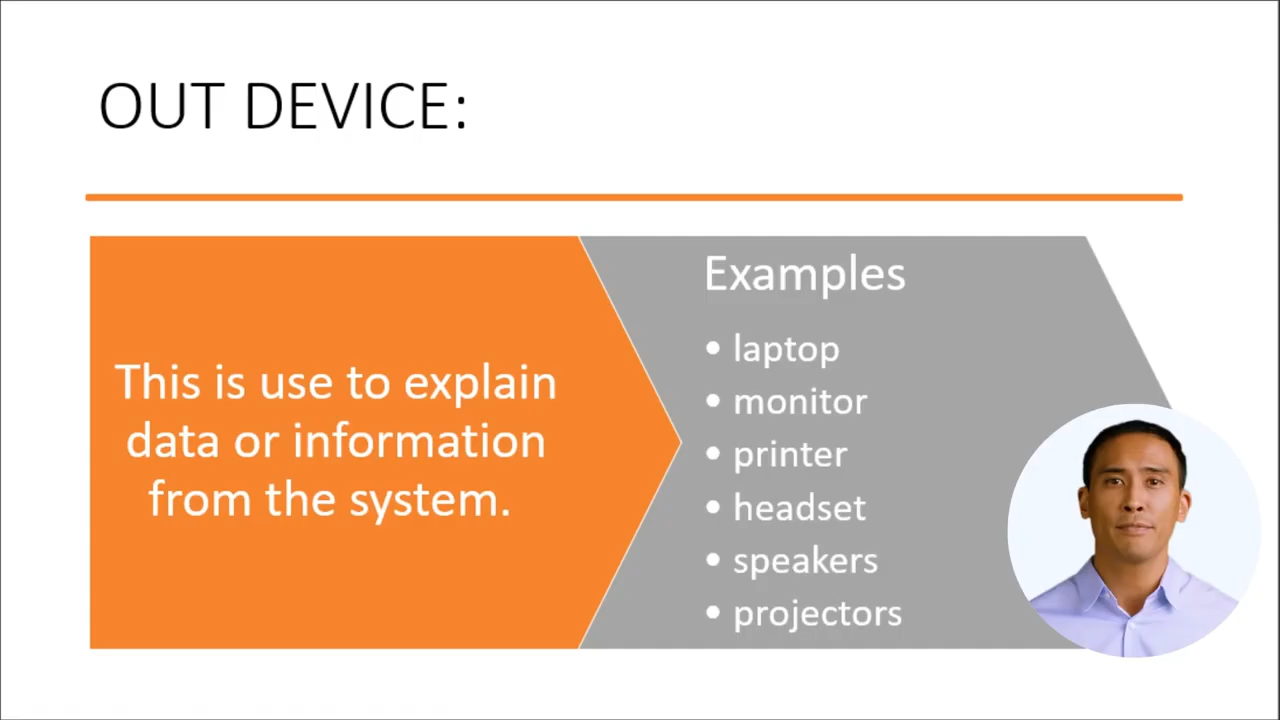 OUT DEVICE:
This is use to explain
data or information
from the system.
Examples
• laptop
• monitor
• printer
• headset
• speakers
• projectors